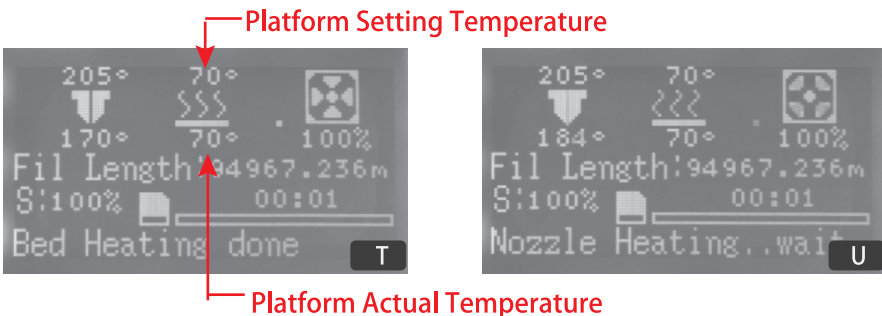 Platform Setting Temperature
205° 70°
170° 70° 100%
Fil Length:94967.236m
S:100% 00:01
Bed Heating done
T
205° 70°
184° 70° 100%
Fil Length:94967.236m
S:100% 00:01
Nozzle Heating..wait
U
Platform Actual Temperature